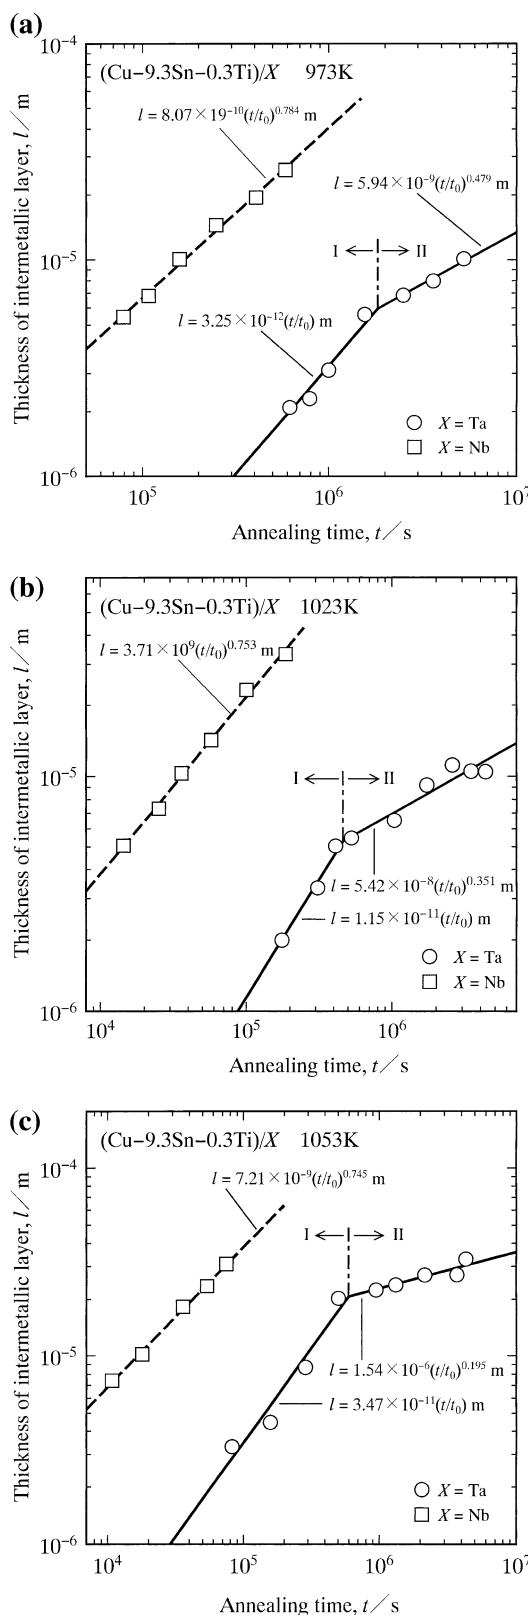 (a)
10⁻⁴
(Cu−9.3Sn−0.3Ti)/X 973K
l = 8.07×19⁻¹⁰(t/t₀)⁰·⁷⁸⁴ m
l = 5.94×10⁻⁹(t/t₀)⁰·⁴⁷⁹ m
I II
10⁻⁵
l = 3.25×10⁻¹²(t/t₀) m
X = Ta
X = Nb
10⁻⁶
10⁵ 10⁶ 10⁷
Thickness of intermetallic layer, l/m
Annealing time, t/s
(b)
(Cu−9.3Sn−0.3Ti)/X 1023K
l = 3.71×10⁹(t/t₀)⁰·⁷⁵³ m
I II
10⁻⁵
l = 5.42×10⁻⁸(t/t₀)⁰·³⁵¹ m
l = 1.15×10⁻¹¹(t/t₀) m
X = Ta
X = Nb
10⁻⁶
10⁴ 10⁵ 10⁶
Thickness of intermetallic layer, l/m
Annealing time, t/s
(c)
(Cu−9.3Sn−0.3Ti)/X 1053K
10⁻⁴
l = 7.21×10⁻⁹(t/t₀)⁰·⁷⁴⁵ m
I II
10⁻⁵
l = 1.54×10⁻⁶(t/t₀)⁰·¹⁹⁵ m
l = 3.47×10⁻¹¹(t/t₀) m
X = Ta
X = Nb
10⁻⁶
10⁴ 10⁵ 10⁶
Thickness of intermetallic layer, l/m
Annealing time, t/s